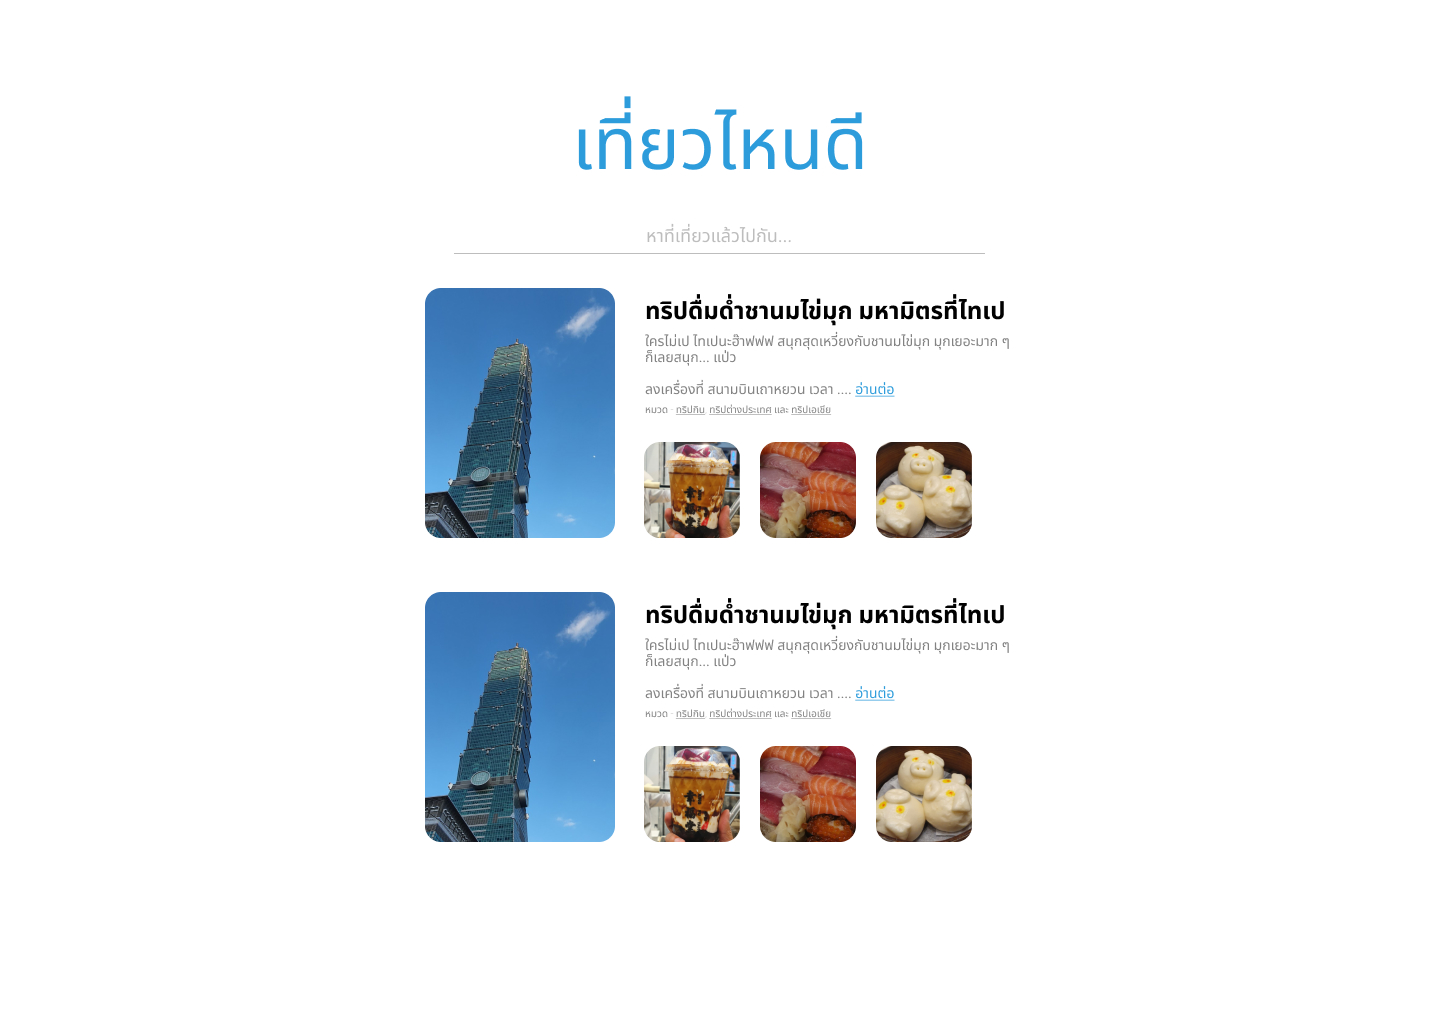 เที่ยวไหนดี
หาที่เที่ยวแล้วไปกัน...
ทริปดื่มด่ำชานมไข่มุก มหามิตรที่ไทเป
ใครไม่เป ไทเปนะฮ๊าฟฟฟ สนุกสุดเหวี่ยงกับชานมไข่มุก มุกเยอะมาก ๆ
ก็เลยสนุก... แป่ว
ลงเครื่องที่ สนามบินเถาหยวน เวลา .... อ่านต่อ
หมวด - ทริปกิน, ทริปต่างประเทศ และ ทริปเอเชีย
ทริปดื่มด่ำชานมไข่มุก มหามิตรที่ไทเป
ใครไม่เป ไทเปนะฮ๊าฟฟฟ สนุกสุดเหวี่ยงกับชานมไข่มุก มุกเยอะมาก ๆ
ก็เลยสนุก... แป่ว
ลงเครื่องที่ สนามบินเถาหยวน เวลา .... อ่านต่อ
หมวด - ทริปกิน, ทริปต่างประเทศ และ ทริปเอเชีย